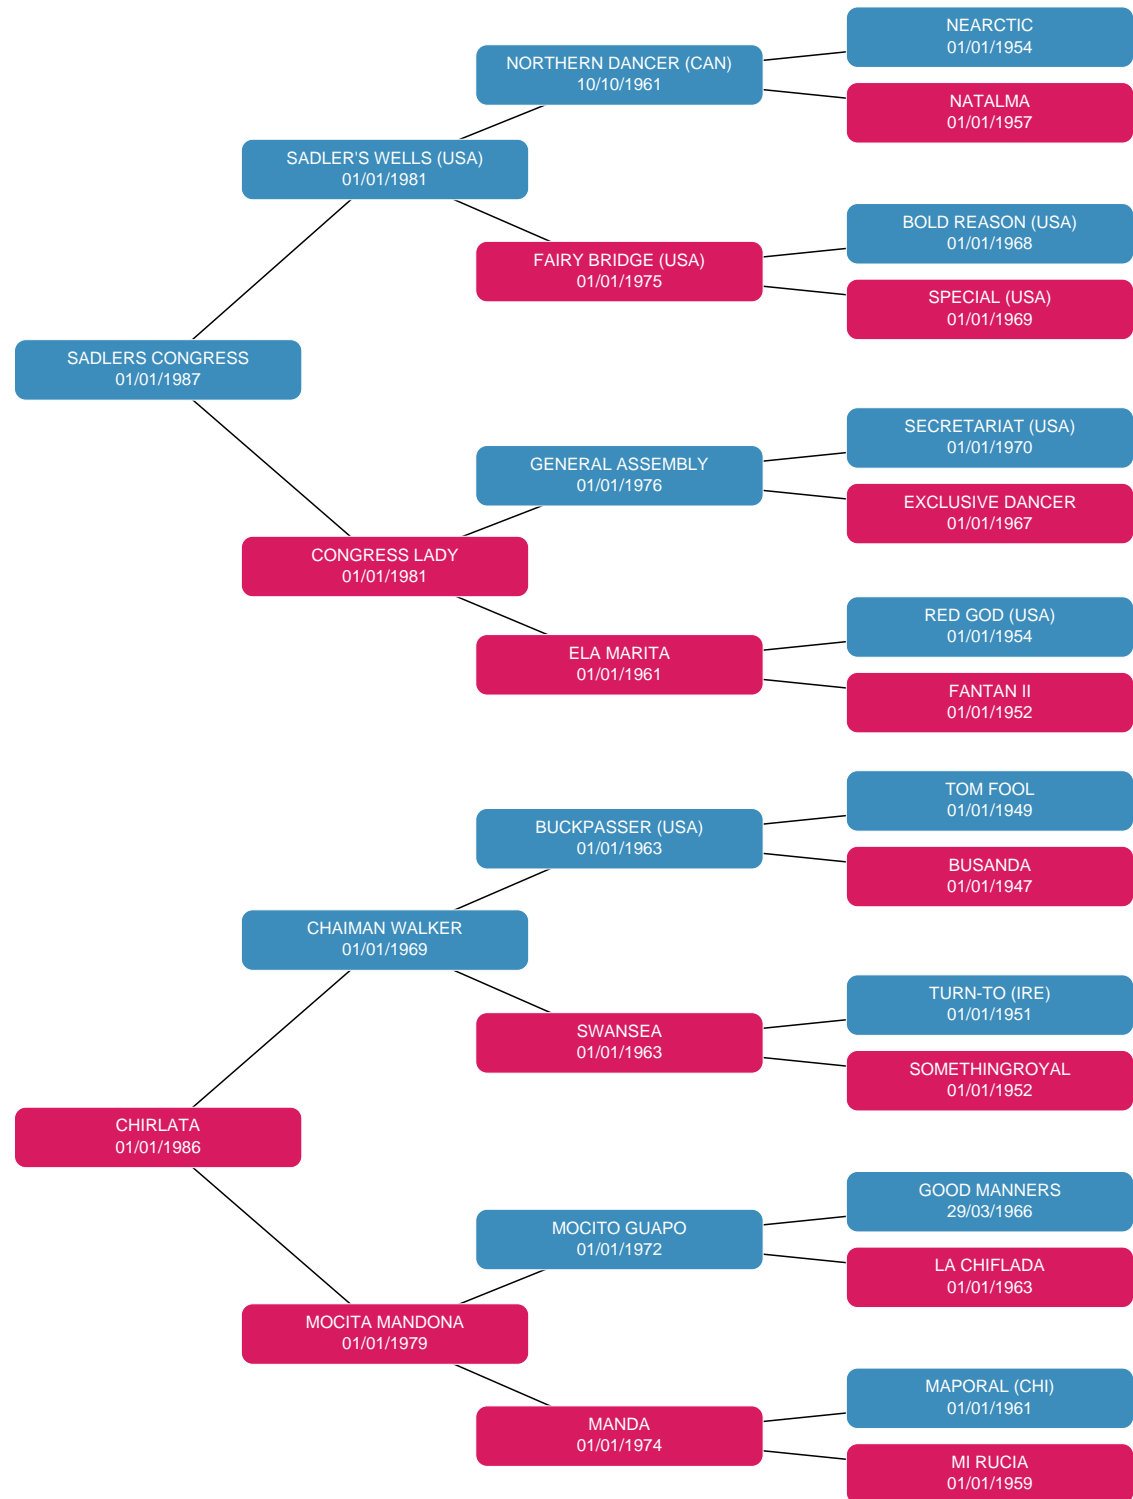 NEARCTIC
01/01/1954
NORTHERN DANCER (CAN)
10/10/1961
NATALMA
01/01/1957
SADLER'S WELLS (USA)
01/01/1981
BOLD REASON (USA)
01/01/1968
FAIRY BRIDGE (USA)
01/01/1975
SPECIAL (USA)
01/01/1969
SADLERS CONGRESS
01/01/1987
SECRETARIAT (USA)
01/01/1970
GENERAL ASSEMBLY
01/01/1976
EXCLUSIVE DANCER
01/01/1967
CONGRESS LADY
01/01/1981
RED GOD (USA)
01/01/1954
ELA MARITA
01/01/1961
FANTAN II
01/01/1952
TOM FOOL
01/01/1949
BUCKPASSER (USA)
01/01/1963
BUSANDA
01/01/1947
CHAIMAN WALKER
01/01/1969
TURN-TO (IRE)
01/01/1951
SWANSEA
01/01/1963
SOMETHINGROYAL
01/01/1952
CHIRLATA
01/01/1986
GOOD MANNERS
29/03/1966
MOCITO GUAPO
01/01/1972
LA CHIFLADA
01/01/1963
MOCITA MANDONA
01/01/1979
MAPORAL (CHI)
01/01/1961
MANDA
01/01/1974
MI RUCIA
01/01/1959